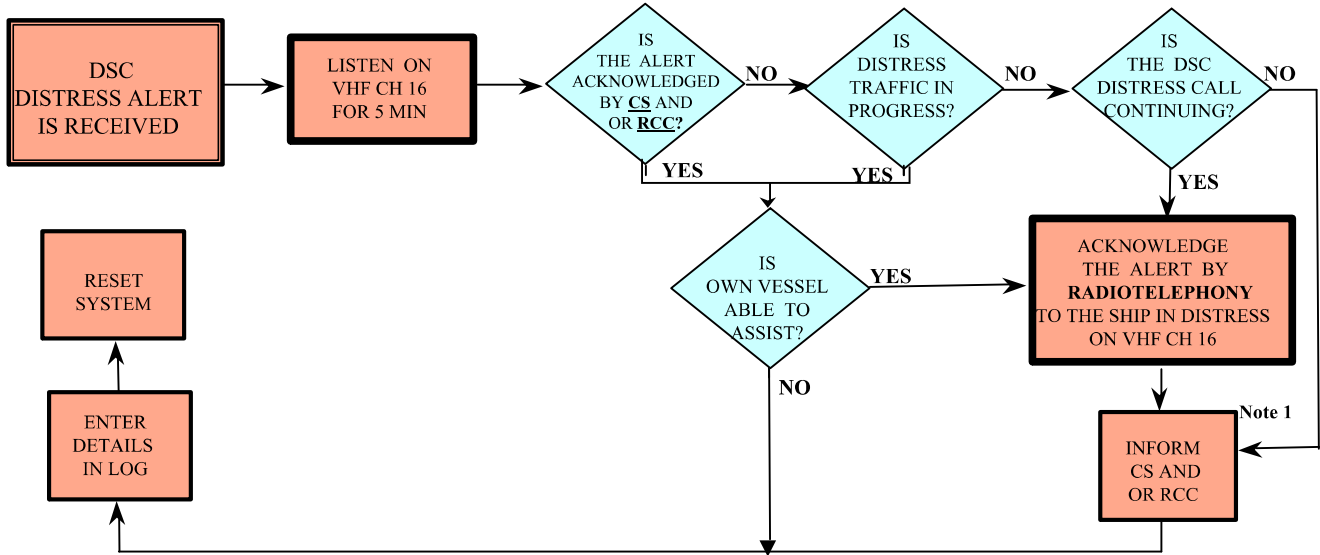 DSC
DISTRESS ALERT
IS RECEIVED
LISTEN ON
VHF CH 16
FOR 5 MIN
IS
THE ALERT
ACKNOWLEDGED
BY CS AND
OR RCC?
NO
YES
IS
DISTRESS
TRAFFIC IN
PROGRESS?
NO
YES
IS
THE DSC
DISTRESS CALL
CONTINUING?
NO
YES
IS
OWN VESSEL
ABLE TO
ASSIST?
YES
NO
ACKNOWLEDGE
THE ALERT BY
RADIOTELEPHONY
TO THE SHIP IN DISTRESS
ON VHF CH 16
Note 1
INFORM
CS AND
OR RCC
ENTER
DETAILS
IN LOG
RESET
SYSTEM